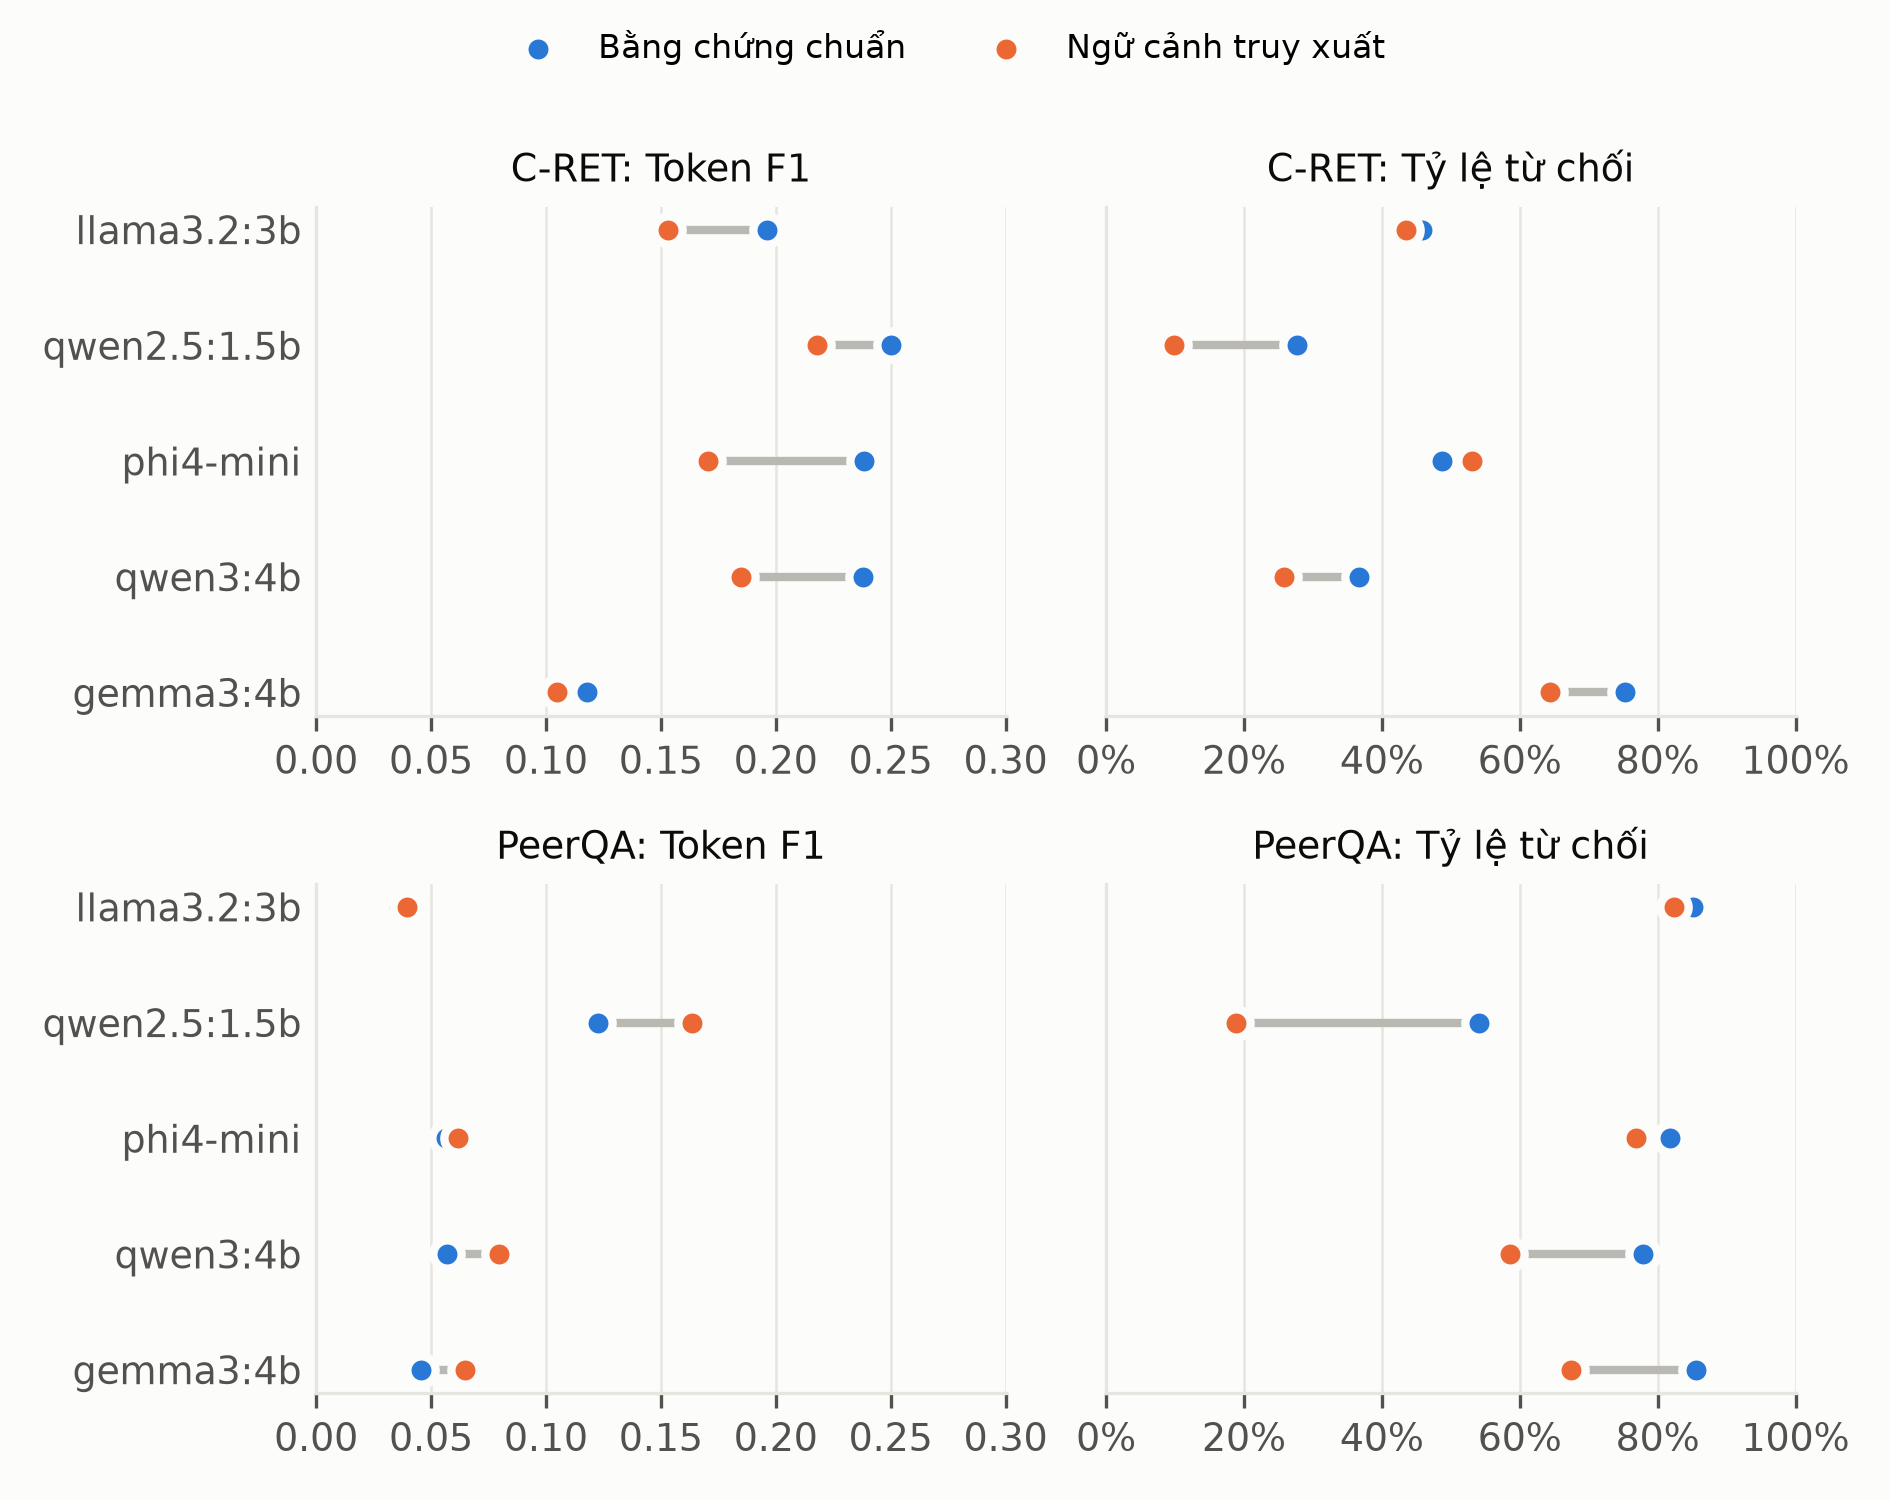 Bằng chứng chuẩn Ngữ cảnh truy xuất
C-RET: Token F1
llama3.2:3b
qwen2.5:1.5b
phi4-mini
qwen3:4b
gemma3:4b
0.00 0.05 0.10 0.15 0.20 0.25 0.30
C-RET: Tỷ lệ từ chối
0% 20% 40% 60% 80% 100%
PeerQA: Token F1
llama3.2:3b
qwen2.5:1.5b
phi4-mini
qwen3:4b
gemma3:4b
0.00 0.05 0.10 0.15 0.20 0.25 0.30
PeerQA: Tỷ lệ từ chối
0% 20% 40% 60% 80% 100%